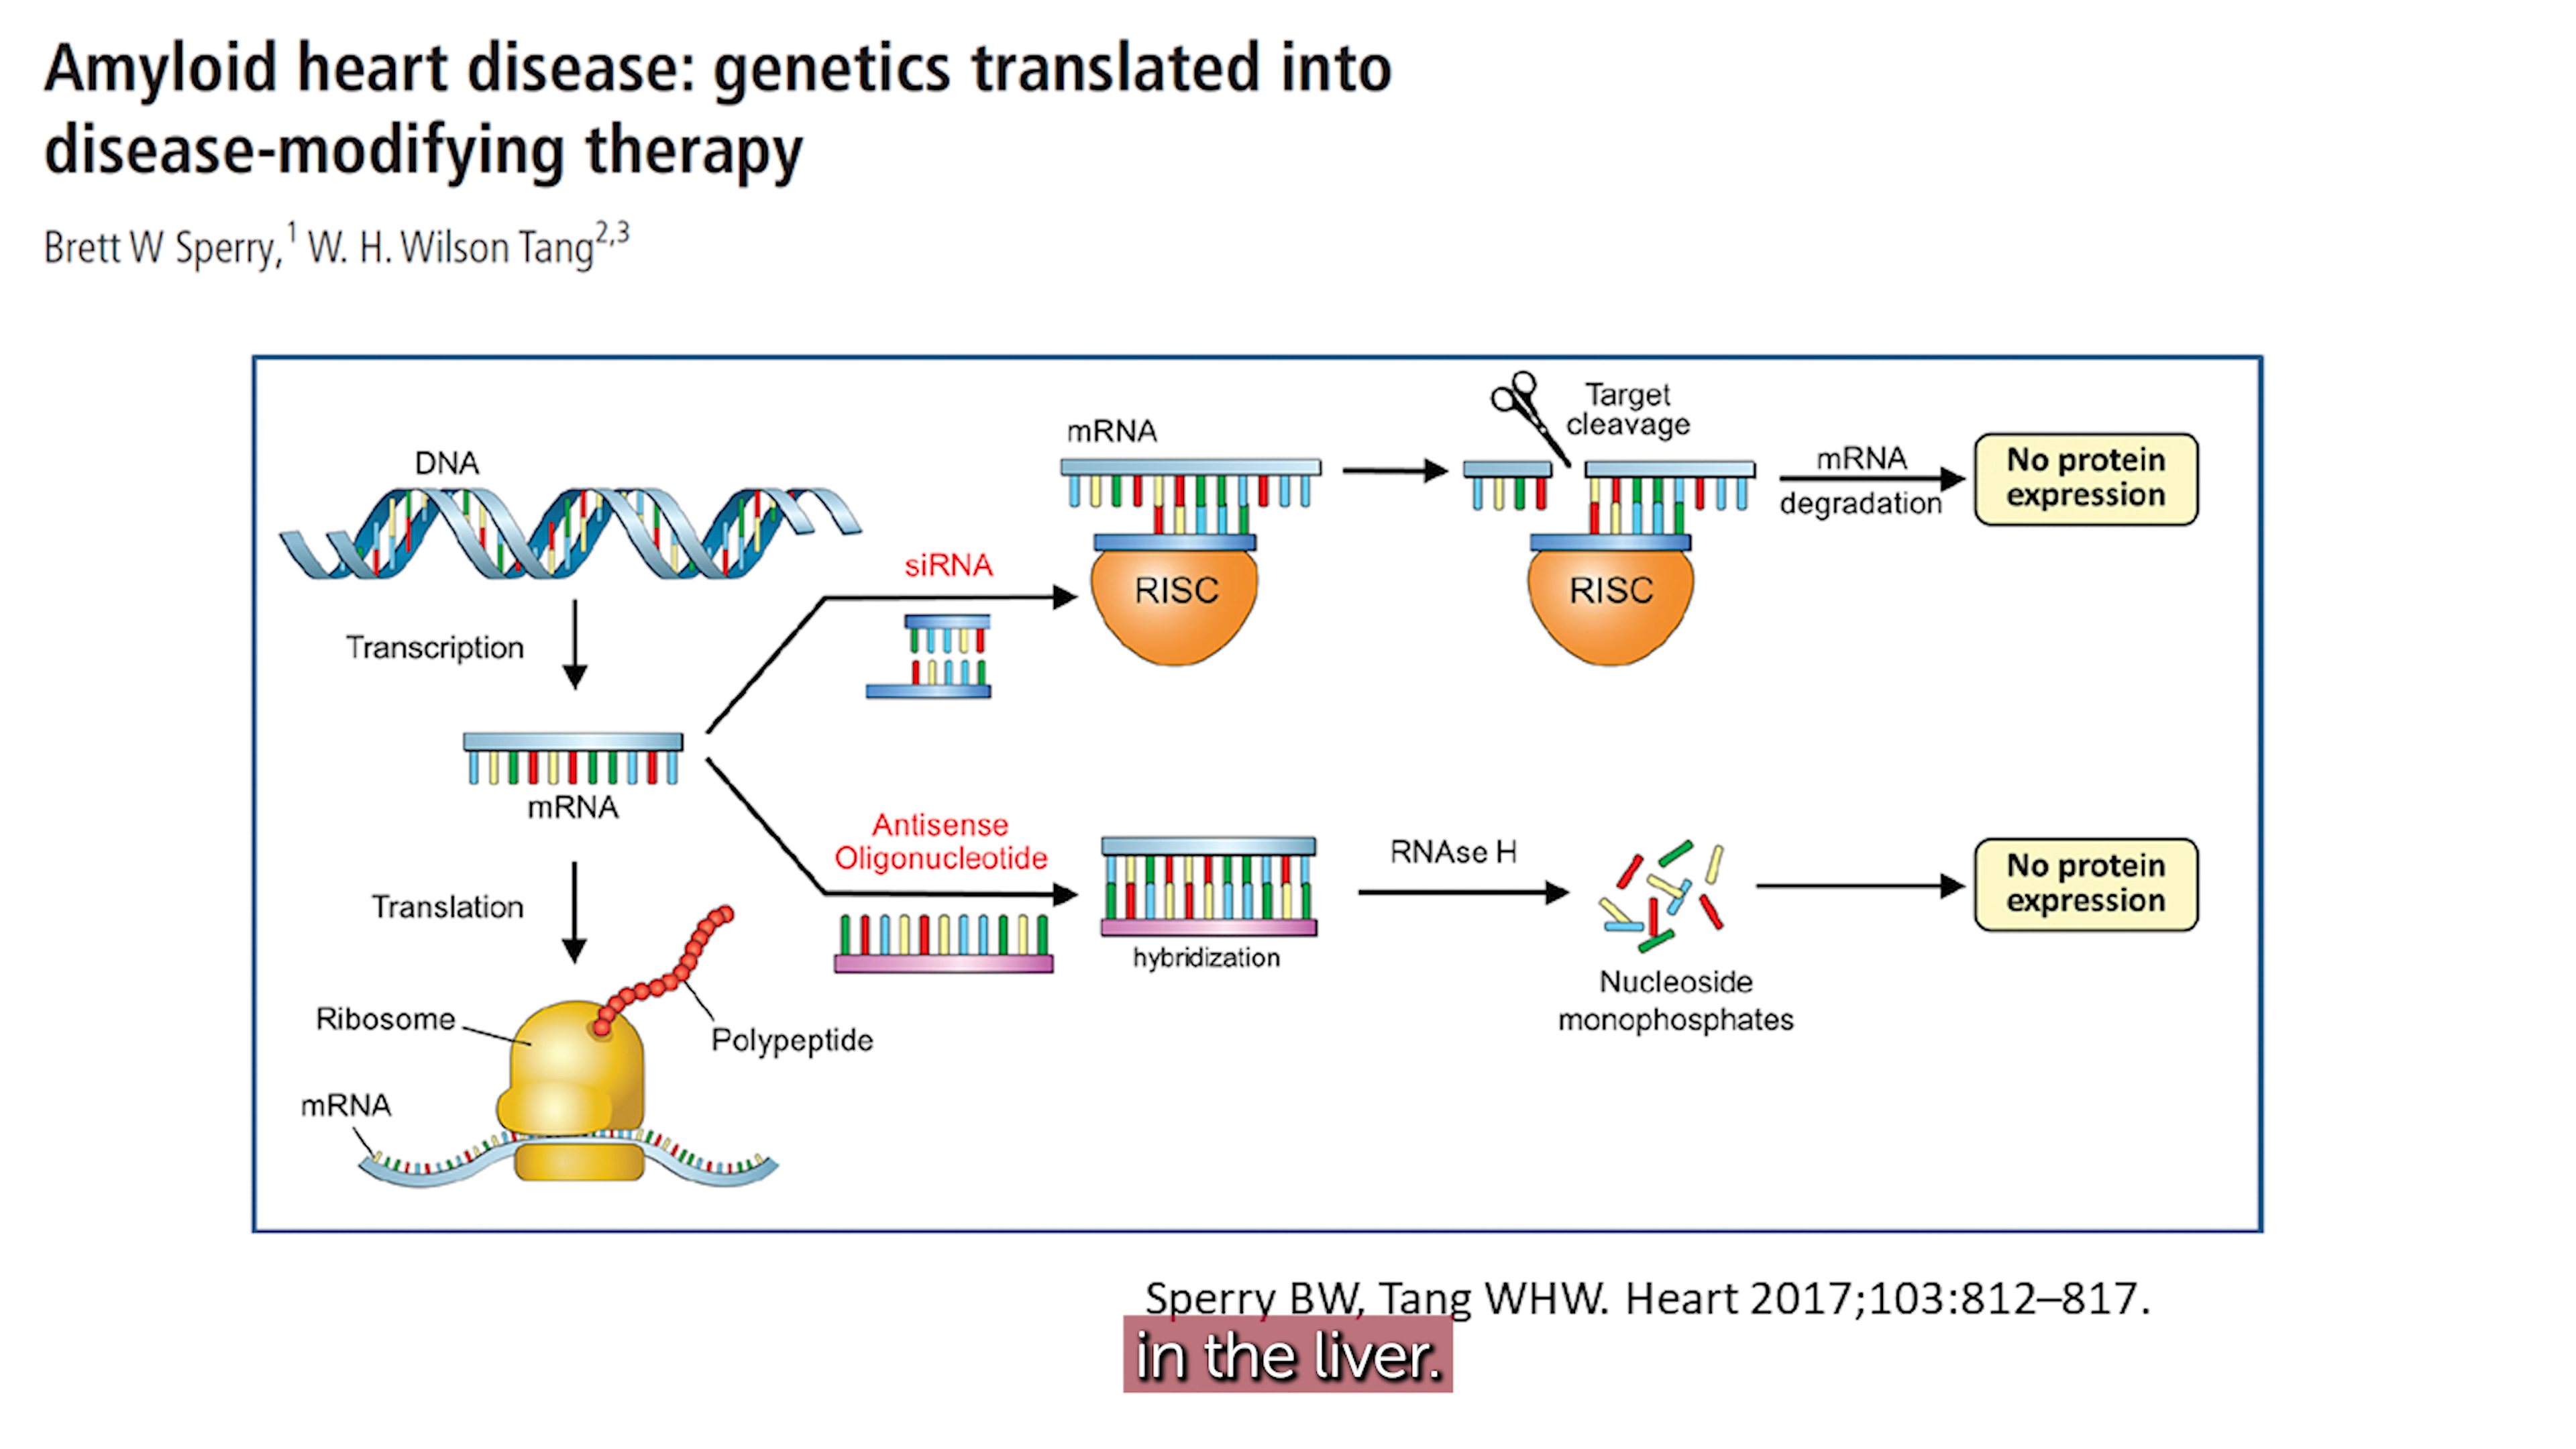 Amyloid heart disease: genetics translated into
disease-modifying therapy
Brett W Sperry,1 W. H. Wilson Tang2,3
DNA
Transcription
mRNA
Translation
Ribosome
Polypeptide
mRNA
siRNA
mRNA
RISC
Target
cleavage
RISC
mRNA
degradation
No protein
expression
Antisense
Oligonucleotide
hybridization
RNAse H
Nucleoside
monophosphates
No protein
expression
Sperry BW, Tang WHW. Heart 2017;103:812–817.
in the liver.